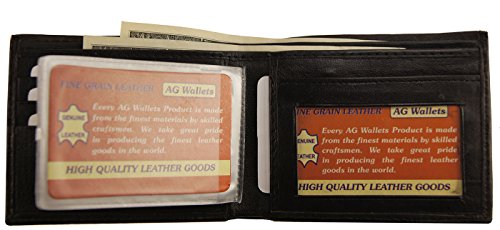 FINE GRAIN LEATHER
AG Wallets
GENUINE
LEATHER
Every AG Wallets Product is made
from the finest materials by skilled
craftsmen. We take great pride
in producing the finest leather
goods in the world.
HIGH QUALITY LEATHER GOODS
FINE GRAIN LEATHER
AG Wallets
GENUINE
LEATHER
Every AG Wallets Product is made
from the finest materials by skilled
craftsmen. We take great pride
in producing the finest leather
goods in the world.
HIGH QUALITY LEATHER GOODS